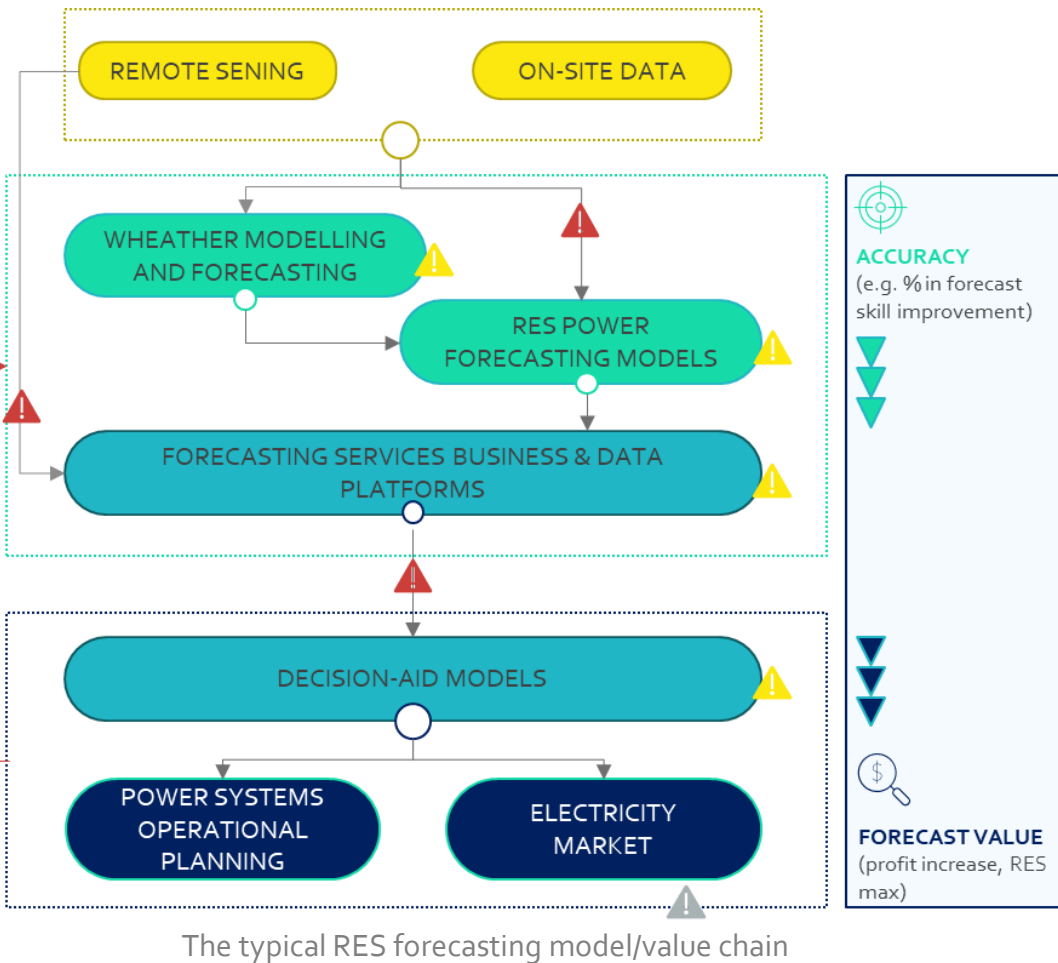 REMOTE SENING
ON-SITE DATA
WHEATHER MODELLING
AND FORECASTING
RES POWER
FORECASTING MODELS
FORECASTING SERVICES BUSINESS & DATA
PLATFORMS
DECISION-AID MODELS
POWER SYSTEMS
OPERATIONAL
PLANNING
ELECTRICITY
MARKET
ACCURACY
(e.g. % in forecast
skill improvement)
$
FORECAST VALUE
(profit increase, RES
max)
The typical RES forecasting model/value chain